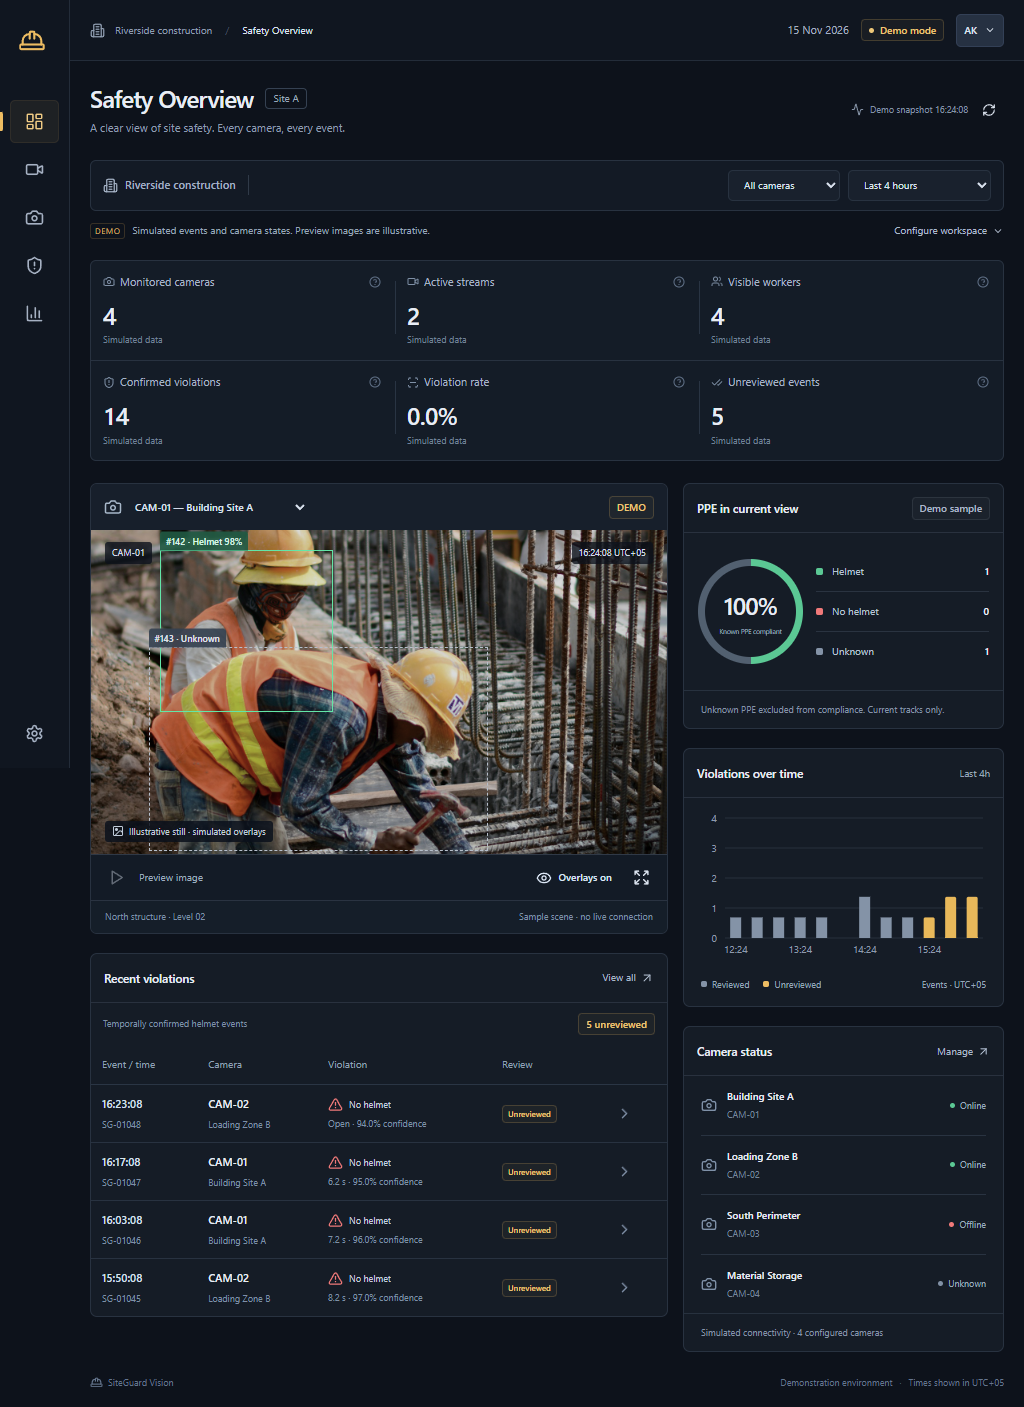 Riverside construction / Safety Overview
15 Nov 2026
Demo mode
AK
Safety Overview
Site A
A clear view of site safety. Every camera, every event.
Demo snapshot 16:24:08
Riverside construction
All cameras
Last 4 hours
DEMO
Simulated events and camera states. Preview images are illustrative.
Configure workspace
Monitored cameras
4
Simulated data
Active streams
2
Simulated data
Visible workers
4
Simulated data
Confirmed violations
14
Simulated data
Violation rate
0.0%
Simulated data
Unreviewed events
5
Simulated data
CAM-01 — Building Site A
DEMO
CAM-01
#142 · Helmet 98%
16:24:08 UTC+05
#143 · Unknown
Illustrative still · simulated overlays
Preview image
Overlays on
North structure · Level 02
Sample scene · no live connection
PPE in current view
Demo sample
100%
Known PPE compliant
Helmet 1
No helmet 0
Unknown 1
Unknown PPE excluded from compliance. Current tracks only.
Violations over time
Last 4h
4
3
2
1
0
12:24 13:24 14:24 15:24
Reviewed
Unreviewed
Events · UTC+05
Recent violations
View all
Temporally confirmed helmet events
5 unreviewed
Event / time Camera Violation Review
16:23:08 CAM-02 No helmet
SG-01048 Loading Zone B Open · 94.0% confidence
Unreviewed
16:17:08 CAM-01 No helmet
SG-01047 Building Site A 6.2 s · 95.0% confidence
Unreviewed
16:03:08 CAM-01 No helmet
SG-01046 Building Site A 7.2 s · 96.0% confidence
Unreviewed
15:50:08 CAM-02 No helmet
SG-01045 Loading Zone B 8.2 s · 97.0% confidence
Unreviewed
Camera status
Manage
Building Site A
CAM-01
Online
Loading Zone B
CAM-02
Online
South Perimeter
CAM-03
Offline
Material Storage
CAM-04
Unknown
Simulated connectivity · 4 configured cameras
SiteGuard Vision
Demonstration environment · Times shown in UTC+05